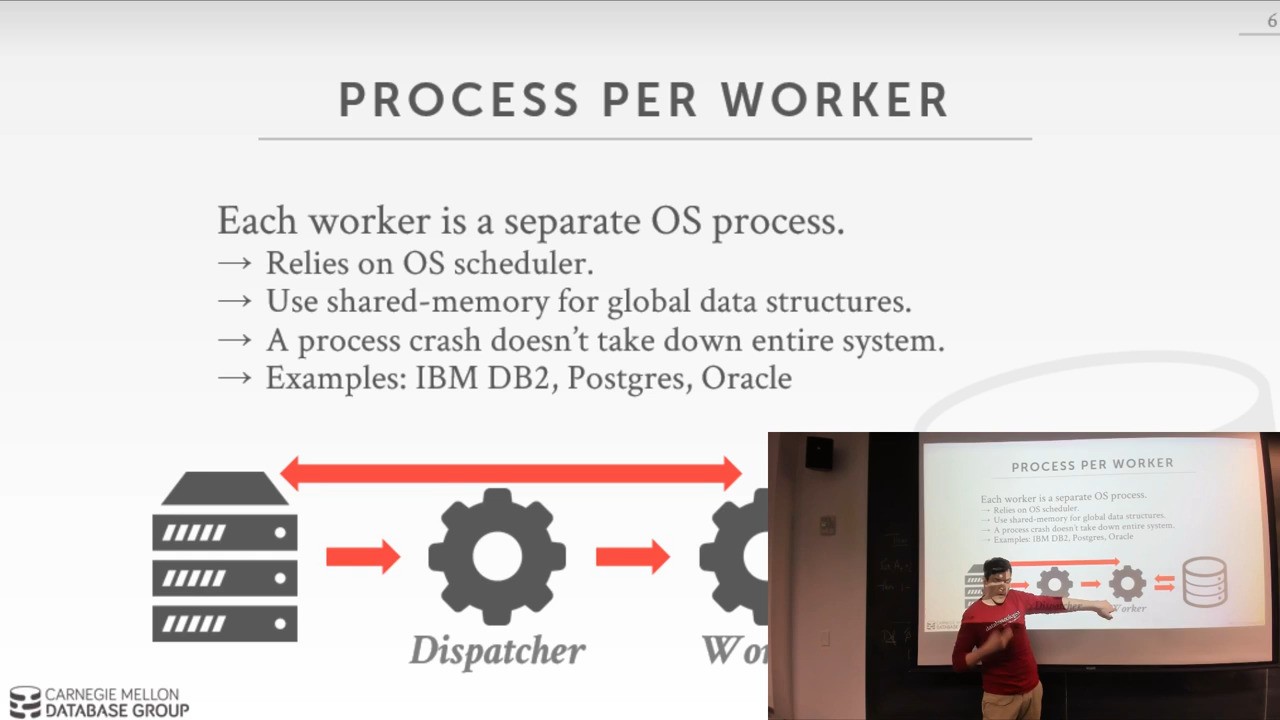 6
PROCESS PER WORKER
Each worker is a separate OS process.
→ Relies on OS scheduler.
→ Use shared-memory for global data structures.
→ A process crash doesn't take down entire system.
→ Examples: IBM DB2, Postgres, Oracle
Dispatcher
Wor
CARNEGIE MELLON
DATABASE GROUP
PROCESS PER WORKER
Each worker is a separate OS process.
→ Relies on OS scheduler.
→ Use shared-memory for global data structures.
→ A process crash doesn't take down entire system.
→ Examples: IBM DB2, Postgres, Oracle
Dispatcher
Worker